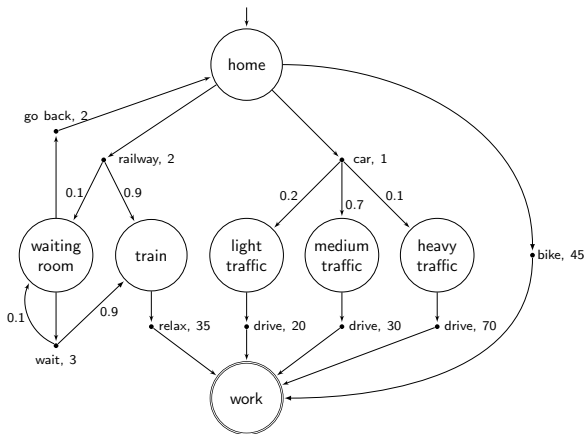 home
go back, 2
railway, 2
car, 1
0.1
0.9
0.2
0.7
0.1
waiting
room
train
light
traffic
medium
traffic
heavy
traffic
bike, 45
0.1
0.9
relax, 35
drive, 20
drive, 30
drive, 70
wait, 3
work